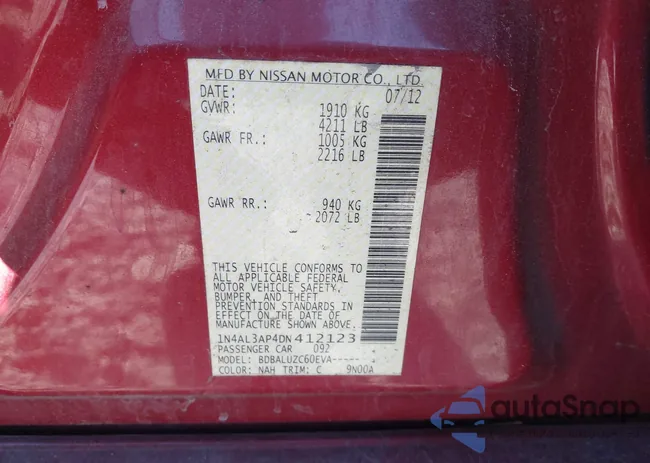 MFD BY NISSAN MOTOR CO., LTD.
DATE: 07/12
GVWR: 1910 KG
4211 LB
GAWR FR.: 1005 KG
2216 LB
GAWR RR.: 940 KG
2072 LB
THIS VEHICLE CONFORMS TO
ALL APPLICABLE FEDERAL
MOTOR VEHICLE SAFETY,
BUMPER, AND THEFT
PREVENTION STANDARDS IN
EFFECT ON THE DATE OF
MANUFACTURE SHOWN ABOVE.
1N4AL3AP4DN412123
PASSENGER CAR 092
MODEL: BDBALUZC60EVA-----
COLOR: NAH TRIM: C 9N00A
autoSnap